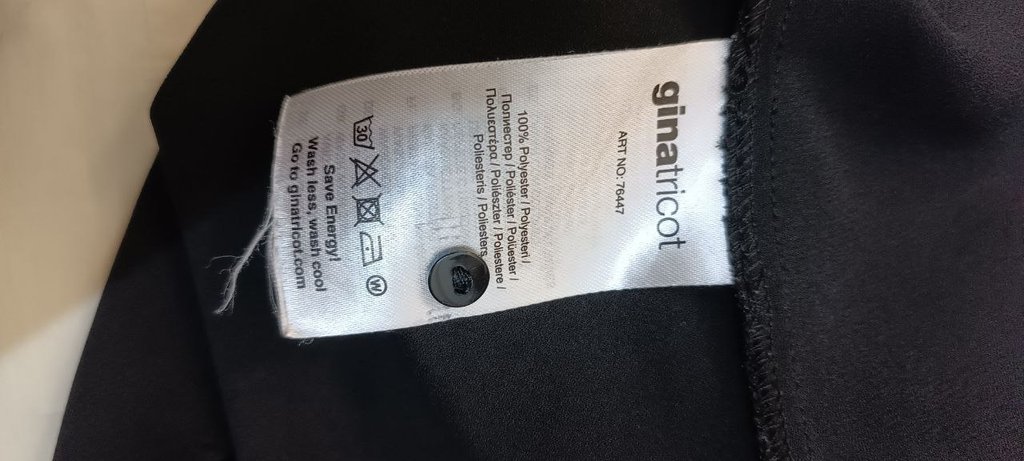 ginatricot
ART NO: 76447
100% Polyester / Polyesteri /
Полиестер / Poliéster / Polüester /
Πολυεστέρα / Poliészter / Poliestere /
Poliesteris / Poliesters
30
W
Save Energy!
Wash less, wash cool
Go to ginatricot.com